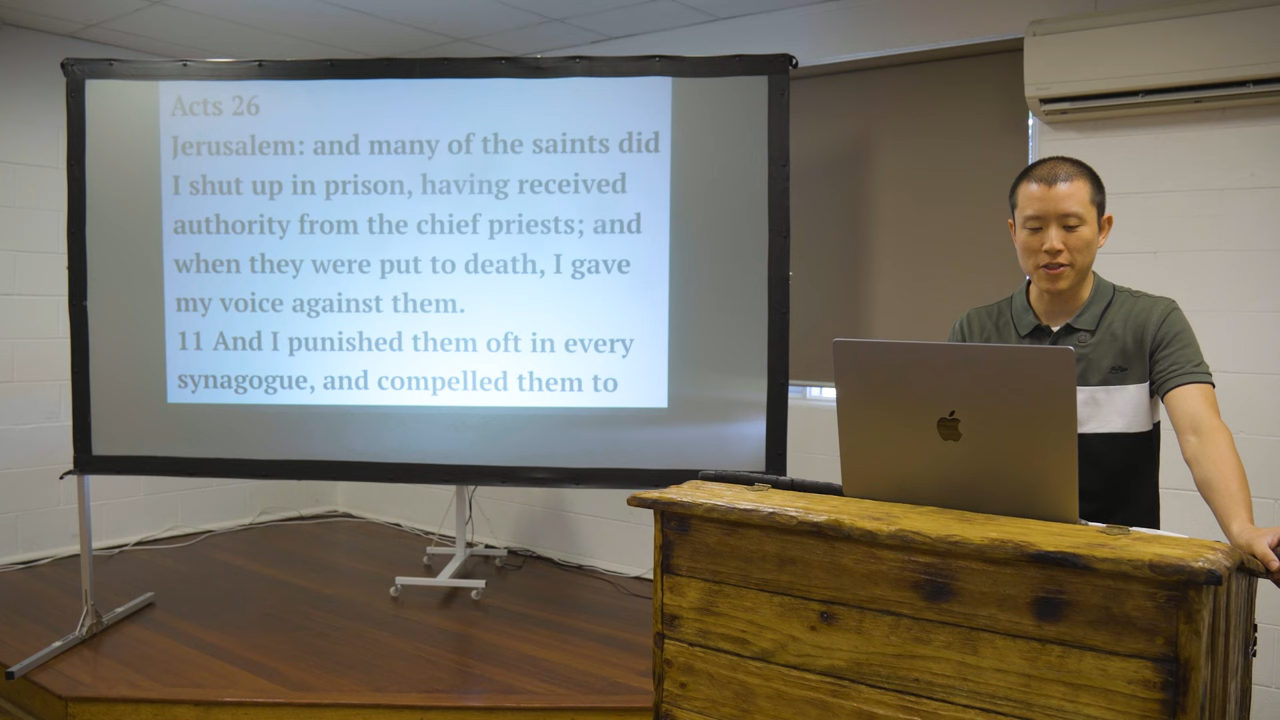 Acts 26
Jerusalem: and many of the saints did
I shut up in prison, having received
authority from the chief priests; and
when they were put to death, I gave
my voice against them.
11 And I punished them oft in every
synagogue, and compelled them to